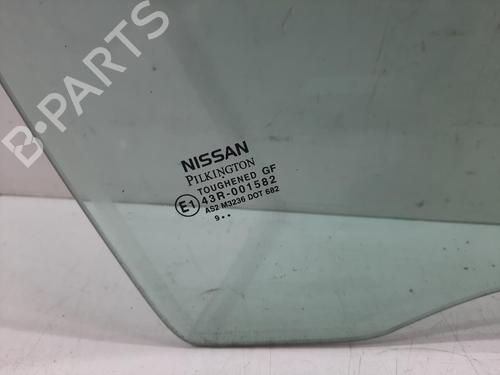 B-PARTS
NISSAN
PILKINGTON
TOUGHENED GF
E1 43R-001582
AS2 M3236 DOT 682
9••